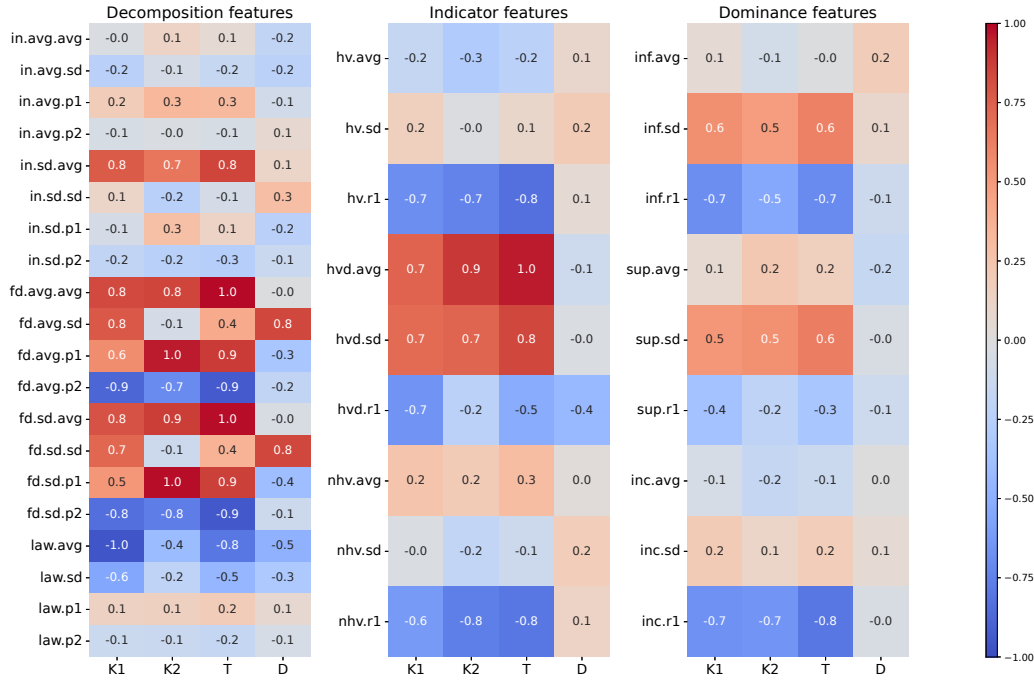 Decomposition features
in.avg.avg -0.0 0.1 0.1 -0.2
in.avg.sd -0.2 -0.1 -0.2 -0.2
in.avg.p1 0.2 0.3 0.3 -0.1
in.avg.p2 -0.1 -0.0 -0.1 0.1
in.sd.avg 0.8 0.7 0.8 0.1
in.sd.sd 0.1 -0.2 -0.1 0.3
in.sd.p1 -0.1 0.3 0.1 -0.2
in.sd.p2 -0.2 -0.2 -0.3 -0.1
fd.avg.avg 0.8 0.8 1.0 -0.0
fd.avg.sd 0.8 -0.1 0.4 0.8
fd.avg.p1 0.6 1.0 0.9 -0.3
fd.avg.p2 -0.9 -0.7 -0.9 -0.2
fd.sd.avg 0.8 0.9 1.0 -0.0
fd.sd.sd 0.7 -0.1 0.4 0.8
fd.sd.p1 0.5 1.0 0.9 -0.4
fd.sd.p2 -0.8 -0.8 -0.9 -0.1
law.avg -1.0 -0.4 -0.8 -0.5
law.sd -0.6 -0.2 -0.5 -0.3
law.p1 0.1 0.1 0.2 0.1
law.p2 -0.1 -0.1 -0.2 -0.1
K1 K2 T D
Indicator features
hv.avg -0.2 -0.3 -0.2 0.1
hv.sd 0.2 -0.0 0.1 0.2
hv.r1 -0.7 -0.7 -0.8 0.1
hvd.avg 0.7 0.9 1.0 -0.1
hvd.sd 0.7 0.7 0.8 -0.0
hvd.r1 -0.7 -0.2 -0.5 -0.4
nhv.avg 0.2 0.2 0.3 0.0
nhv.sd -0.0 -0.2 -0.1 0.2
nhv.r1 -0.6 -0.8 -0.8 0.1
K1 K2 T D
Dominance features
inf.avg 0.1 -0.1 -0.0 0.2
inf.sd 0.6 0.5 0.6 0.1
inf.r1 -0.7 -0.5 -0.7 -0.1
sup.avg 0.1 0.2 0.2 -0.2
sup.sd 0.5 0.5 0.6 -0.0
sup.r1 -0.4 -0.2 -0.3 -0.1
inc.avg -0.1 -0.2 -0.1 0.0
inc.sd 0.2 0.1 0.2 0.1
inc.r1 -0.7 -0.7 -0.8 -0.0
K1 K2 T D
1.00
0.75
0.50
0.25
0.00
−0.25
−0.50
−0.75
−1.00